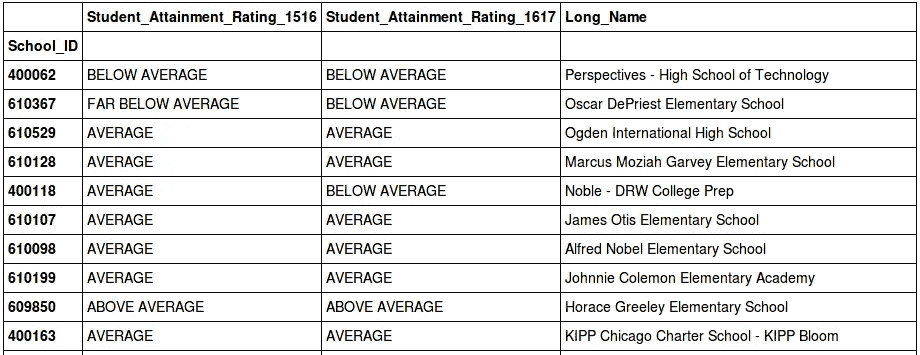 Student_Attainment_Rating_1516 Student_Attainment_Rating_1617 Long_Name
School_ID
400062 BELOW AVERAGE BELOW AVERAGE Perspectives - High School of Technology
610367 FAR BELOW AVERAGE BELOW AVERAGE Oscar DePriest Elementary School
610529 AVERAGE AVERAGE Ogden International High School
610128 AVERAGE AVERAGE Marcus Moziah Garvey Elementary School
400118 AVERAGE BELOW AVERAGE Noble - DRW College Prep
610107 AVERAGE AVERAGE James Otis Elementary School
610098 AVERAGE AVERAGE Alfred Nobel Elementary School
610199 AVERAGE AVERAGE Johnnie Colemon Elementary Academy
609850 ABOVE AVERAGE ABOVE AVERAGE Horace Greeley Elementary School
400163 AVERAGE AVERAGE KIPP Chicago Charter School - KIPP Bloom